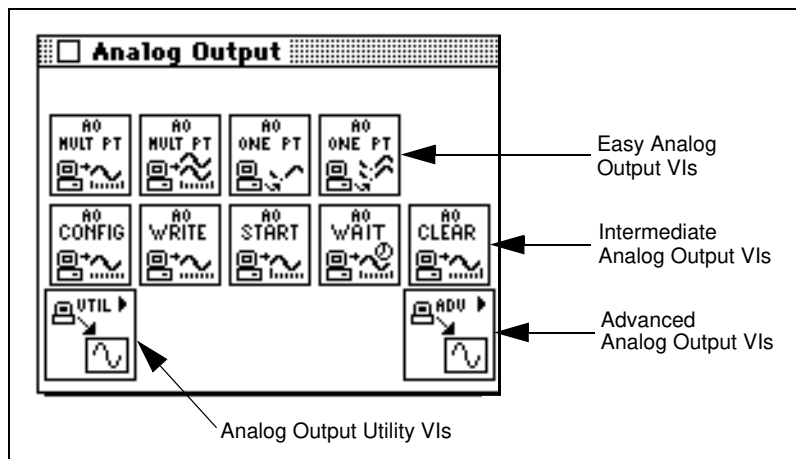 Analog Output
AO MULT PT
AO MULT PT
AO ONE PT
AO ONE PT
Easy Analog
Output VIs
AO CONFIG
AO WRITE
AO START
AO WAIT
AO CLEAR
Intermediate
Analog Output VIs
UTIL
ADV
Advanced
Analog Output VIs
Analog Output Utility VIs